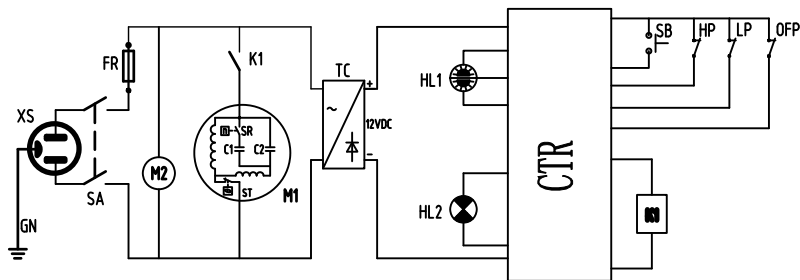 SB HP LP OFP
FR K1 TC
HL1
+
XS
12VDC
SR
C1 C2
CTR
-
M2
ST M1
SA
HL2
GN